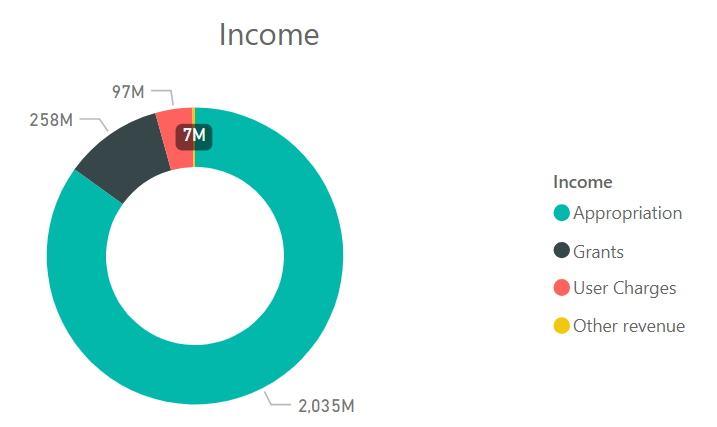 Income
97M
258M
7M
2,035M
Income
Appropriation
Grants
User Charges
Other revenue